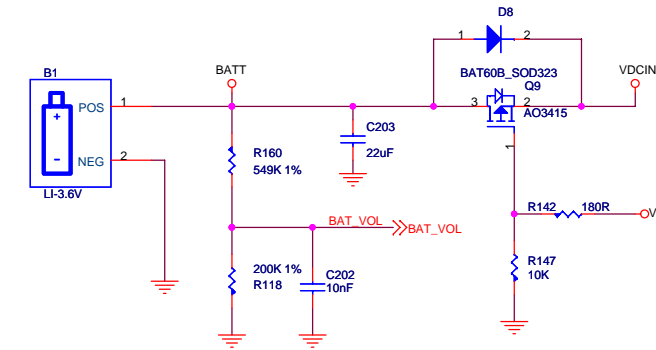 D8
1 2
B1
BATT
BAT60B_SOD323
VDCIN
Q9
POS 1
3 2
AO3415
+
C203
22uF
1
-
NEG 2
R160
549K 1%
LI-3.6V
R142 180R
V
BAT_VOL
BAT_VOL
200K 1%
R118
C202
10nF
R147
10K